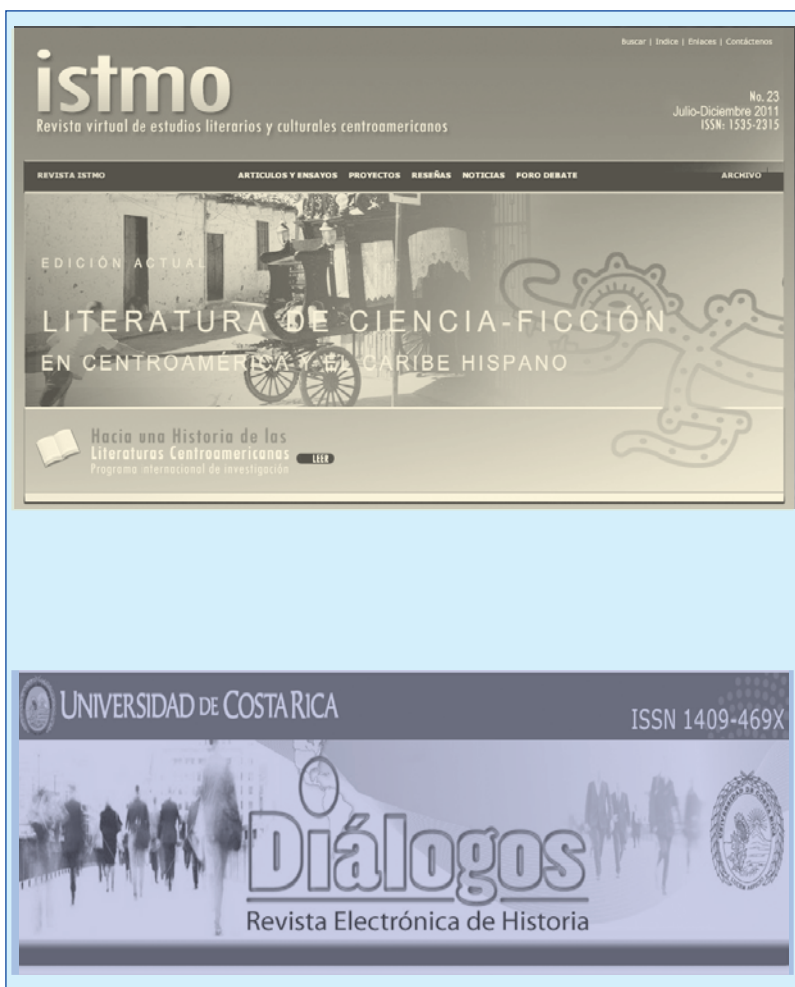 Buscar | Indice | Enlaces | Contáctenos
istmo
Revista virtual de estudios literarios y culturales centroamericanos
No. 23
Julio-Diciembre 2011
ISSN: 1535-2315
REVISTA ISTMO ARTICULOS Y ENSAYOS PROYECTOS RESEÑAS NOTICIAS FORO DEBATE ARCHIVO
EDICIÓN ACTUAL
LITERATURA DE CIENCIA-FICCIÓN
EN CENTROAMÉRICA Y EL CARIBE HISPANO
Hacia una Historia de las
Literaturas Centroamericanas LEER
Programa internacional de investigación
UNIVERSIDAD DE COSTA RICA
ISSN 1409-469X
Diálogos
Revista Electrónica de Historia